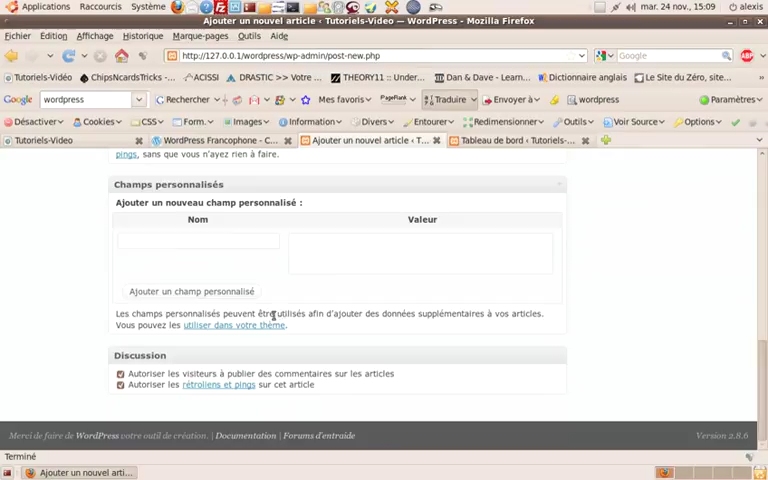 Applications Raccourcis Système mar. 24 nov., 15:09 alexis
Ajouter un nouvel article ‹ Tutoriels-Video — WordPress - Mozilla Firefox
Fichier Edition Affichage Historique Marque-pages Outils Aide
http://127.0.0.1/wordpress/wp-admin/post-new.php Google
Tutoriels-Vidéo ChipsNcardsTricks -... ACISSI DRASTIC >> Votre ... THEORY11 :: Under... Dan & Dave - Learn... Dictionnaire anglais Le Site du Zéro, site...
Google wordpress Rechercher Mes favoris PageRank Traduire Envoyer à wordpress Paramètres
Désactiver Cookies CSS Form. Images Information Divers Entourer Redimensionner Outils Voir Source Options
Tutoriels-Video WordPress Francophone - C... Ajouter un nouvel article ‹ T... Tableau de bord ‹ Tutoriels-...
pings, sans que vous n'ayez rien à faire.
Champs personnalisés
Ajouter un nouveau champ personnalisé :
Nom Valeur
Ajouter un champ personnalisé
Les champs personnalisés peuvent être utilisés afin d'ajouter des données supplémentaires à vos articles.
Vous pouvez les utiliser dans votre thème.
Discussion
Autoriser les visiteurs à publier des commentaires sur les articles
Autoriser les rétroliens et pings sur cet article
Merci de faire de WordPress votre outil de création. | Documentation | Forums d'entraide Version 2.8.6
Terminé
Ajouter un nouvel arti...